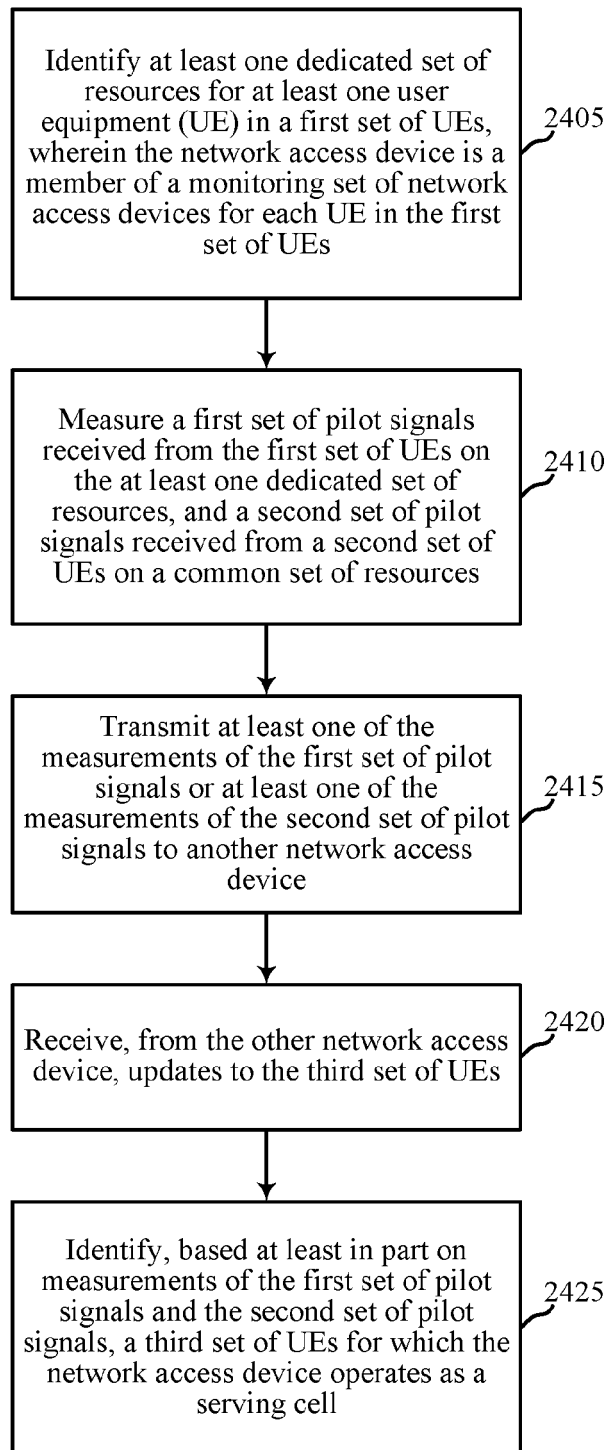 Identify at least one dedicated set of
resources for at least one user
equipment (UE) in a first set of UEs,
wherein the network access device is a
member of a monitoring set of network
access devices for each UE in the first
set of UEs
2405
Measure a first set of pilot signals
received from the first set of UEs on
the at least one dedicated set of
resources, and a second set of pilot
signals received from a second set of
UEs on a common set of resources
2410
Transmit at least one of the
measurements of the first set of pilot
signals or at least one of the
measurements of the second set of pilot
signals to another network access
device
2415
Receive, from the other network access
device, updates to the third set of UEs
2420
Identify, based at least in part on
measurements of the first set of pilot
signals and the second set of pilot
signals, a third set of UEs for which the
network access device operates as a
serving cell
2425